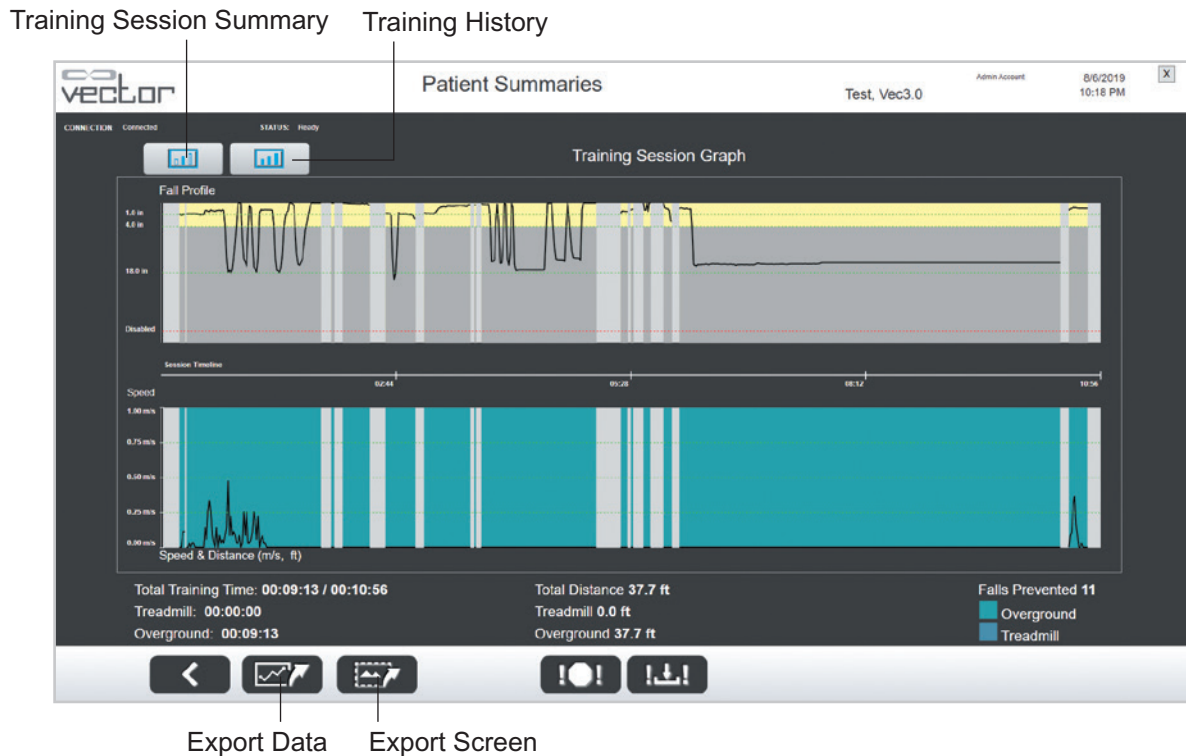 Training Session Summary
Training History
vector
Patient Summaries
Test, Vec3.0
Admin Account
8/6/2019
10:18 PM
X
CONNECTION Connected
STATUS: Ready
Training Session Graph
Fall Profile
1.0 in
4.0 in
18.0 in
Disabled
Session Timeline
02:44
05:28
08:12
10:56
Speed
1.00 m/s
0.75 m/s
0.50 m/s
0.25 m/s
0.00 m/s
Speed & Distance (m/s, ft)
Total Training Time: 00:09:13 / 00:10:56
Treadmill: 00:00:00
Overground: 00:09:13
Total Distance 37.7 ft
Treadmill 0.0 ft
Overground 37.7 ft
Falls Prevented 11
Overground
Treadmill
Export Data
Export Screen